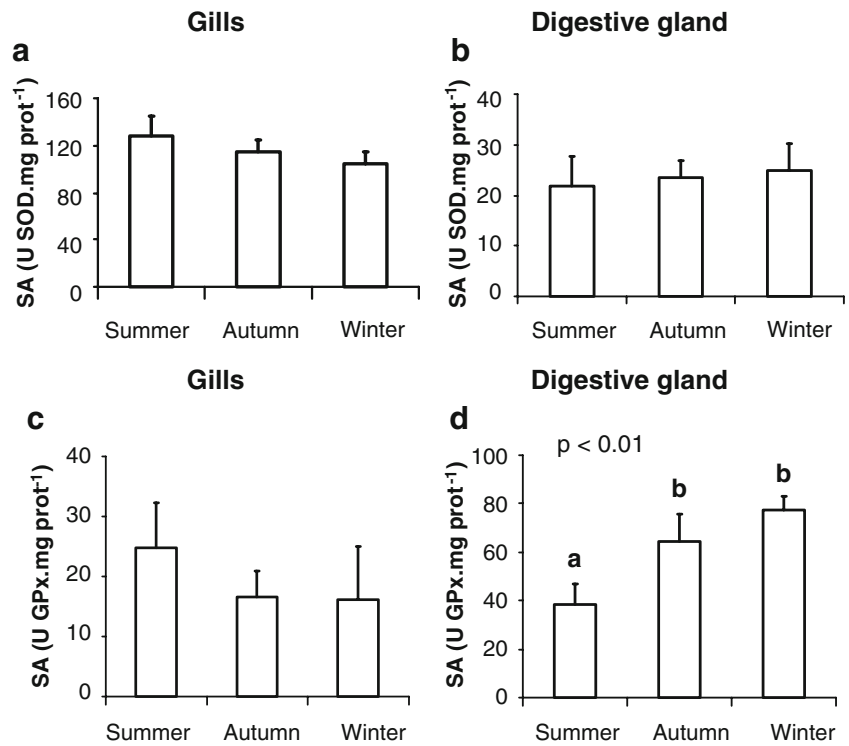 Gills
a
SA (U SOD.mg prot⁻¹)
160
120
80
40
0
Summer Autumn Winter
Digestive gland
b
SA (U SOD.mg prot⁻¹)
40
30
20
10
0
Summer Autumn Winter
Gills
c
SA (U GPx.mg prot⁻¹)
40
30
20
10
0
Summer Autumn Winter
Digestive gland
d
p < 0.01
SA (U GPx.mg prot⁻¹)
100
80
60
40
20
0
a
b
b
Summer Autumn Winter